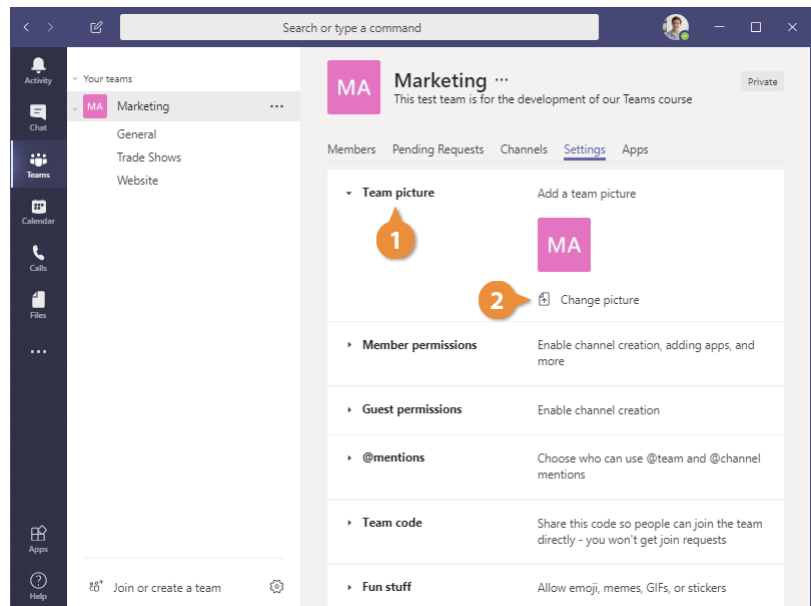 Search or type a command
Activity
Chat
Teams
Calendar
Calls
Files
Apps
Help
Your teams
MA Marketing
General
Trade Shows
Website
Join or create a team
MA
Marketing
This test team is for the development of our Teams course
Private
Members Pending Requests Channels Settings Apps
Team picture
Add a team picture
1
MA
2
Change picture
Member permissions
Enable channel creation, adding apps, and
more
Guest permissions
Enable channel creation
@mentions
Choose who can use @team and @channel
mentions
Team code
Share this code so people can join the team
directly - you won't get join requests
Fun stuff
Allow emoji, memes, GIFs, or stickers